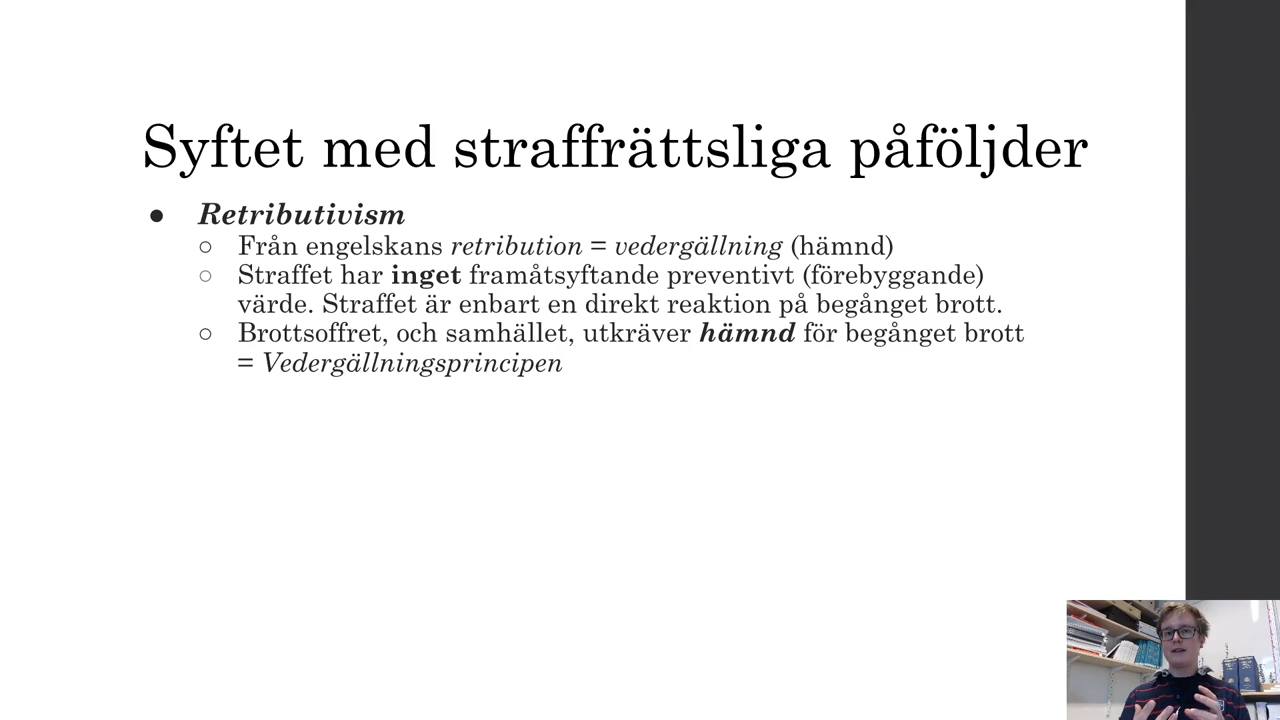 Syftet med straffrättsliga påföljder
● Retributivism
○ Från engelskans retribution = vedergällning (hämnd)
○ Straffet har inget framåtsyftande preventivt (förebyggande)
värde. Straffet är enbart en direkt reaktion på begånget brott.
○ Brottsoffret, och samhället, utkräver hämnd för begånget brott
= Vedergällningsprincipen